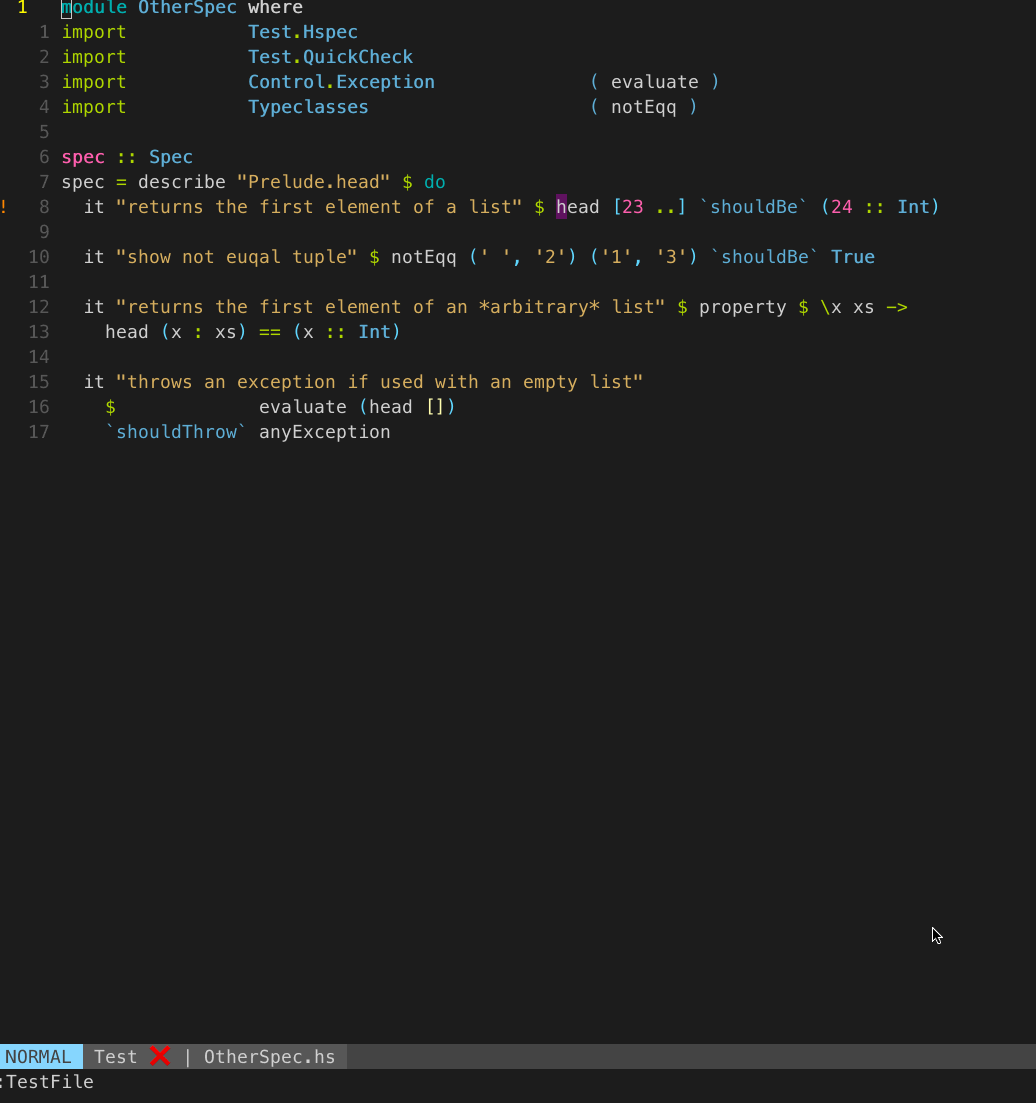 1 module OtherSpec where
1 import Test.Hspec
2 import Test.QuickCheck
3 import Control.Exception ( evaluate )
4 import Typeclasses ( notEqq )
5
6 spec :: Spec
7 spec = describe "Prelude.head" $ do
! 8 it "returns the first element of a list" $ head [23 ..] `shouldBe` (24 :: Int)
9
10 it "show not euqal tuple" $ notEqq (' ', '2') ('1', '3') `shouldBe` True
11
12 it "returns the first element of an *arbitrary* list" $ property $ \x xs ->
13 head (x : xs) == (x :: Int)
14
15 it "throws an exception if used with an empty list"
16 $ evaluate (head [])
17 `shouldThrow` anyException
NORMAL Test ❌ | OtherSpec.hs
:TestFile